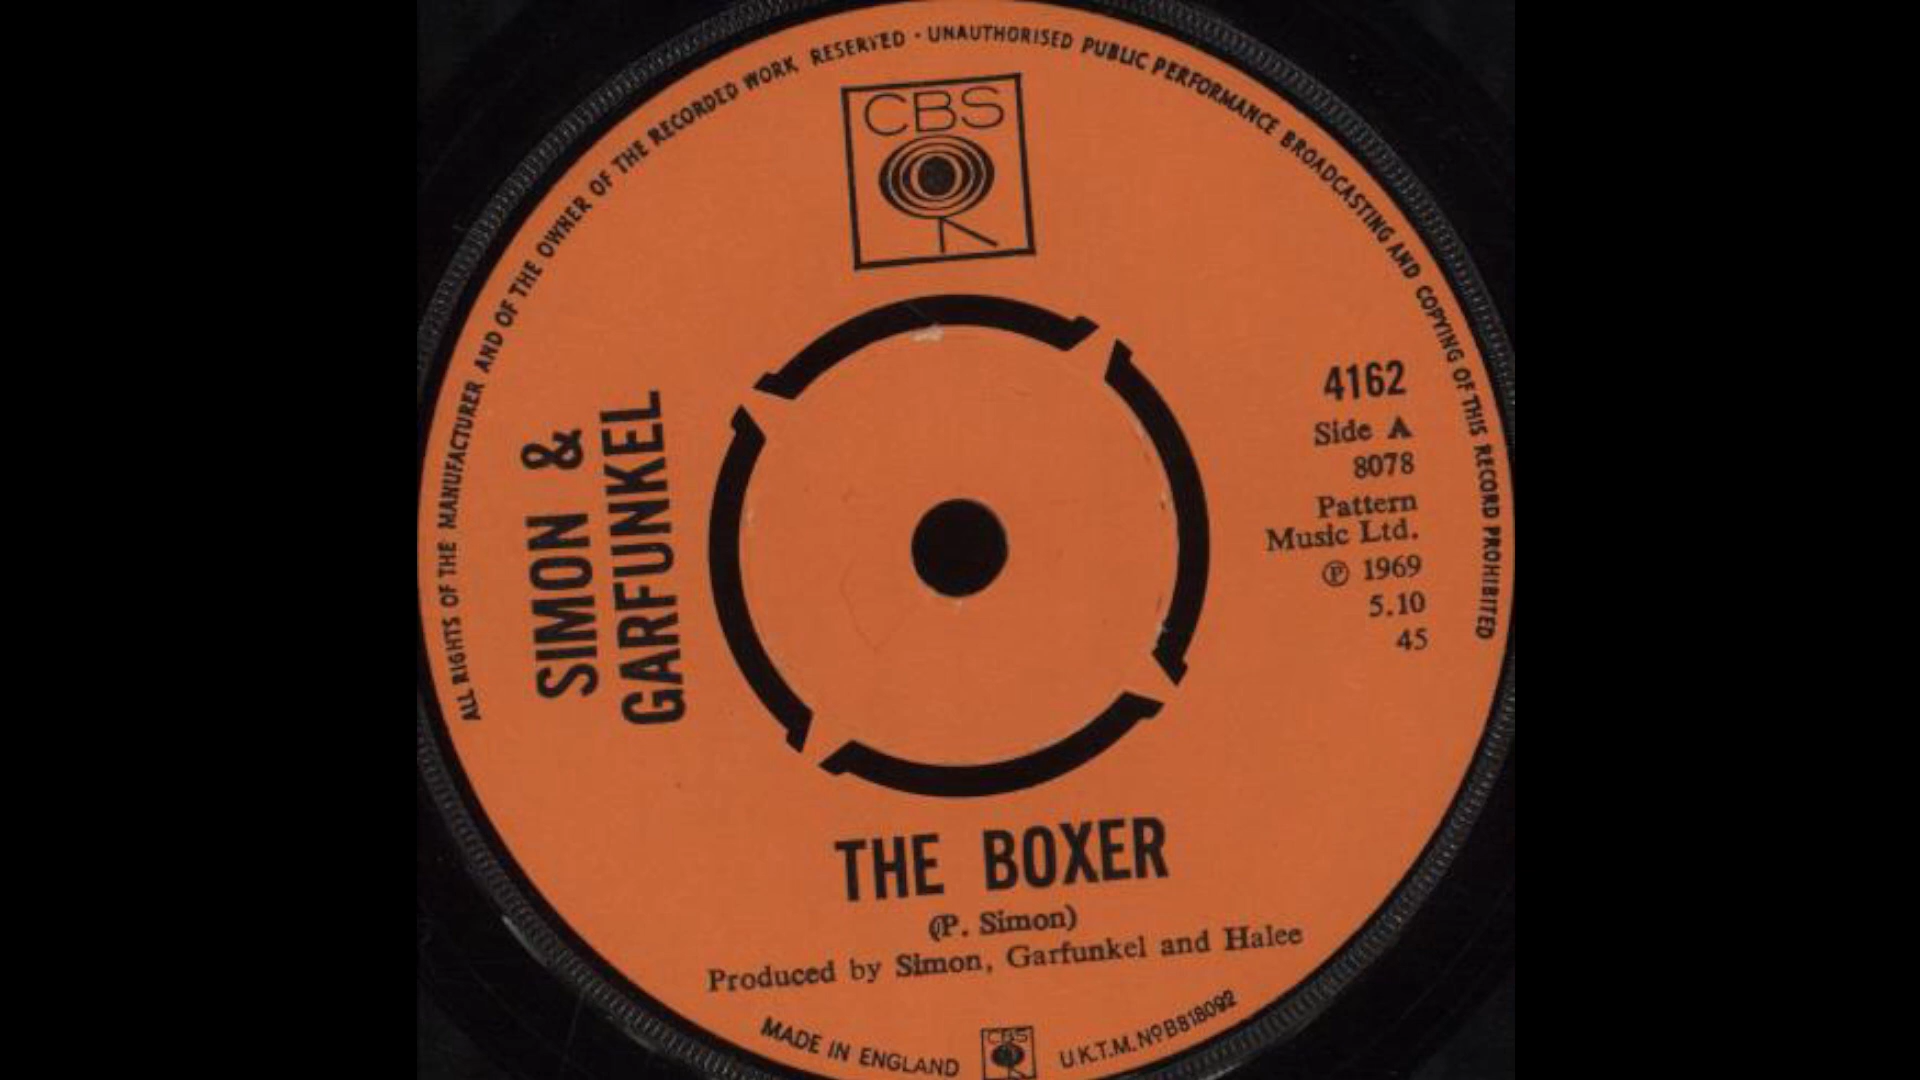 ALL RIGHTS OF THE MANUFACTURER AND OF THE OWNER OF THE RECORDED WORK RESERVED · UNAUTHORISED PUBLIC PERFORMANCE BROADCASTING AND COPYING OF THIS RECORD PROHIBITED
CBS
SIMON &
GARFUNKEL
4162
Side A
8078
Pattern
Music Ltd.
℗ 1969
5.10
45
THE BOXER
(P. Simon)
Produced by Simon, Garfunkel and Halee
MADE IN ENGLAND
CBS
U.K.T.M. Nº B818092